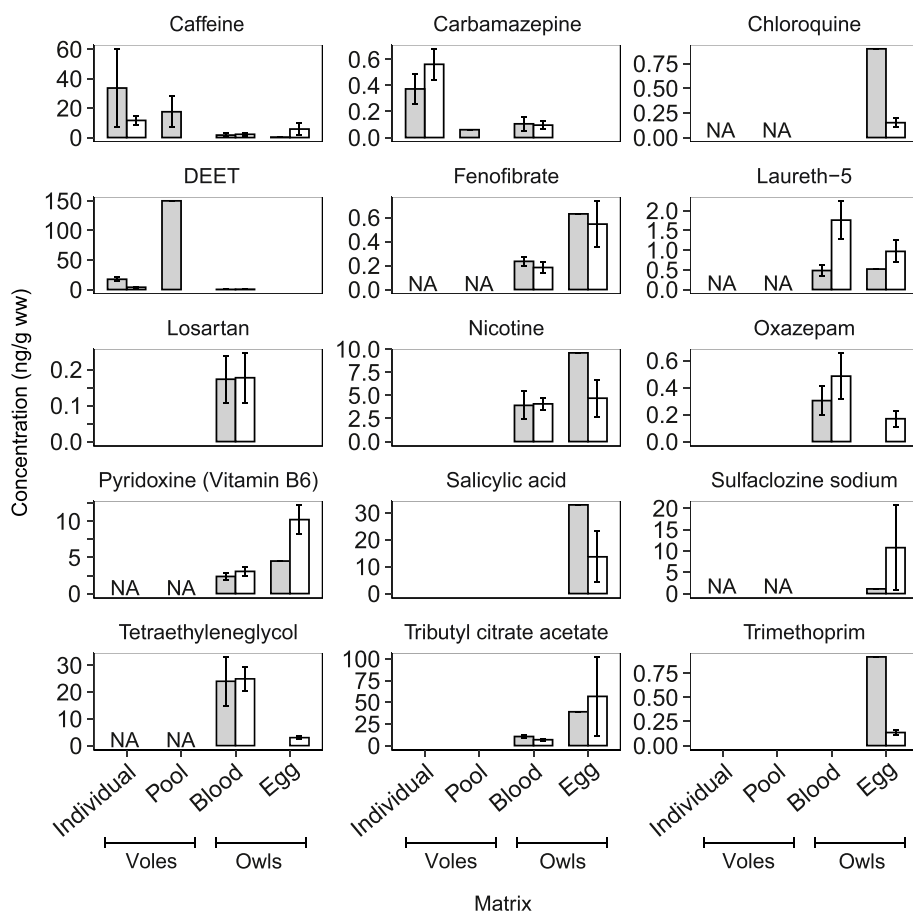 Concentration (ng/g ww)
Caffeine
60
40
20
0
Carbamazepine
0.6
0.4
0.2
0.0
Chloroquine
0.75
0.25
0.00
NA NA
DEET
150
100
50
0
Fenofibrate
0.6
0.4
0.2
0.0
NA NA
Laureth−5
2.0
1.5
1.0
0.5
0.0
NA NA
Losartan
0.2
0.1
0.0
Nicotine
10.0
7.5
5.0
2.5
0.0
Oxazepam
0.6
0.4
0.2
0.0
Pyridoxine (Vitamin B6)
10
5
0
NA NA
Salicylic acid
30
20
10
0
Sulfaclozine sodium
20
15
10
5
0
NA NA
Tetraethyleneglycol
30
20
10
0
NA NA
Tributyl citrate acetate
100
75
50
25
0
Trimethoprim
0.75
0.25
0.00
Individual Pool Blood Egg
Voles Owls
Individual Pool Blood Egg
Voles Owls
Individual Pool Blood Egg
Voles Owls
Matrix